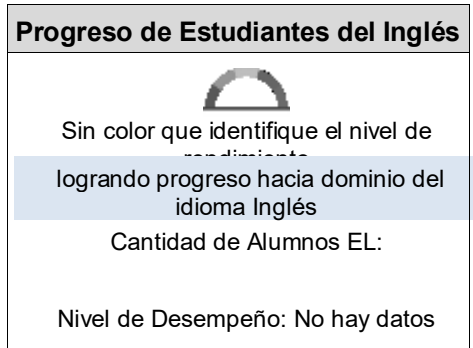 Progreso de Estudiantes del Inglés
Sin color que identifique el nivel de
logrando progreso hacia dominio del
idioma Inglés
Cantidad de Alumnos EL:
Nivel de Desempeño: No hay datos